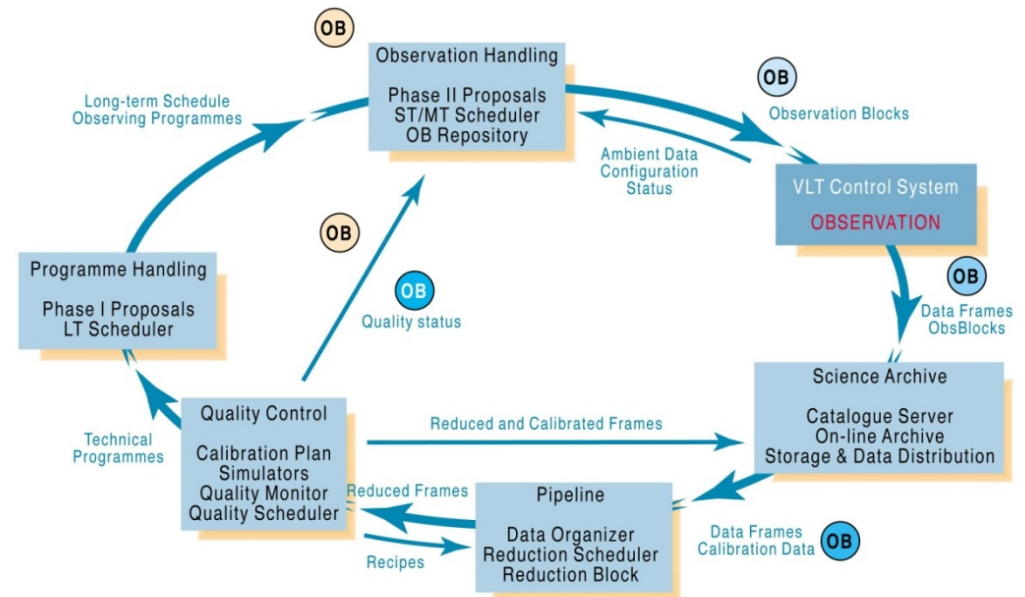 OB
Observation Handling
Phase II Proposals
ST/MT Scheduler
OB Repository
Long-term Schedule
Observing Programmes
OB
Observation Blocks
Ambient Data
Configuration
Status
VLT Control System
OBSERVATION
OB
OB
Quality status
OB
Data Frames
ObsBlocks
Programme Handling
Phase I Proposals
LT Scheduler
Science Archive
Catalogue Server
On-line Archive
Storage & Data Distribution
Technical
Programmes
Quality Control
Calibration Plan
Simulators
Quality Monitor
Quality Scheduler
Reduced and Calibrated Frames
Reduced Frames
Recipes
Pipeline
Data Organizer
Reduction Scheduler
Reduction Block
Data Frames
Calibration Data
OB